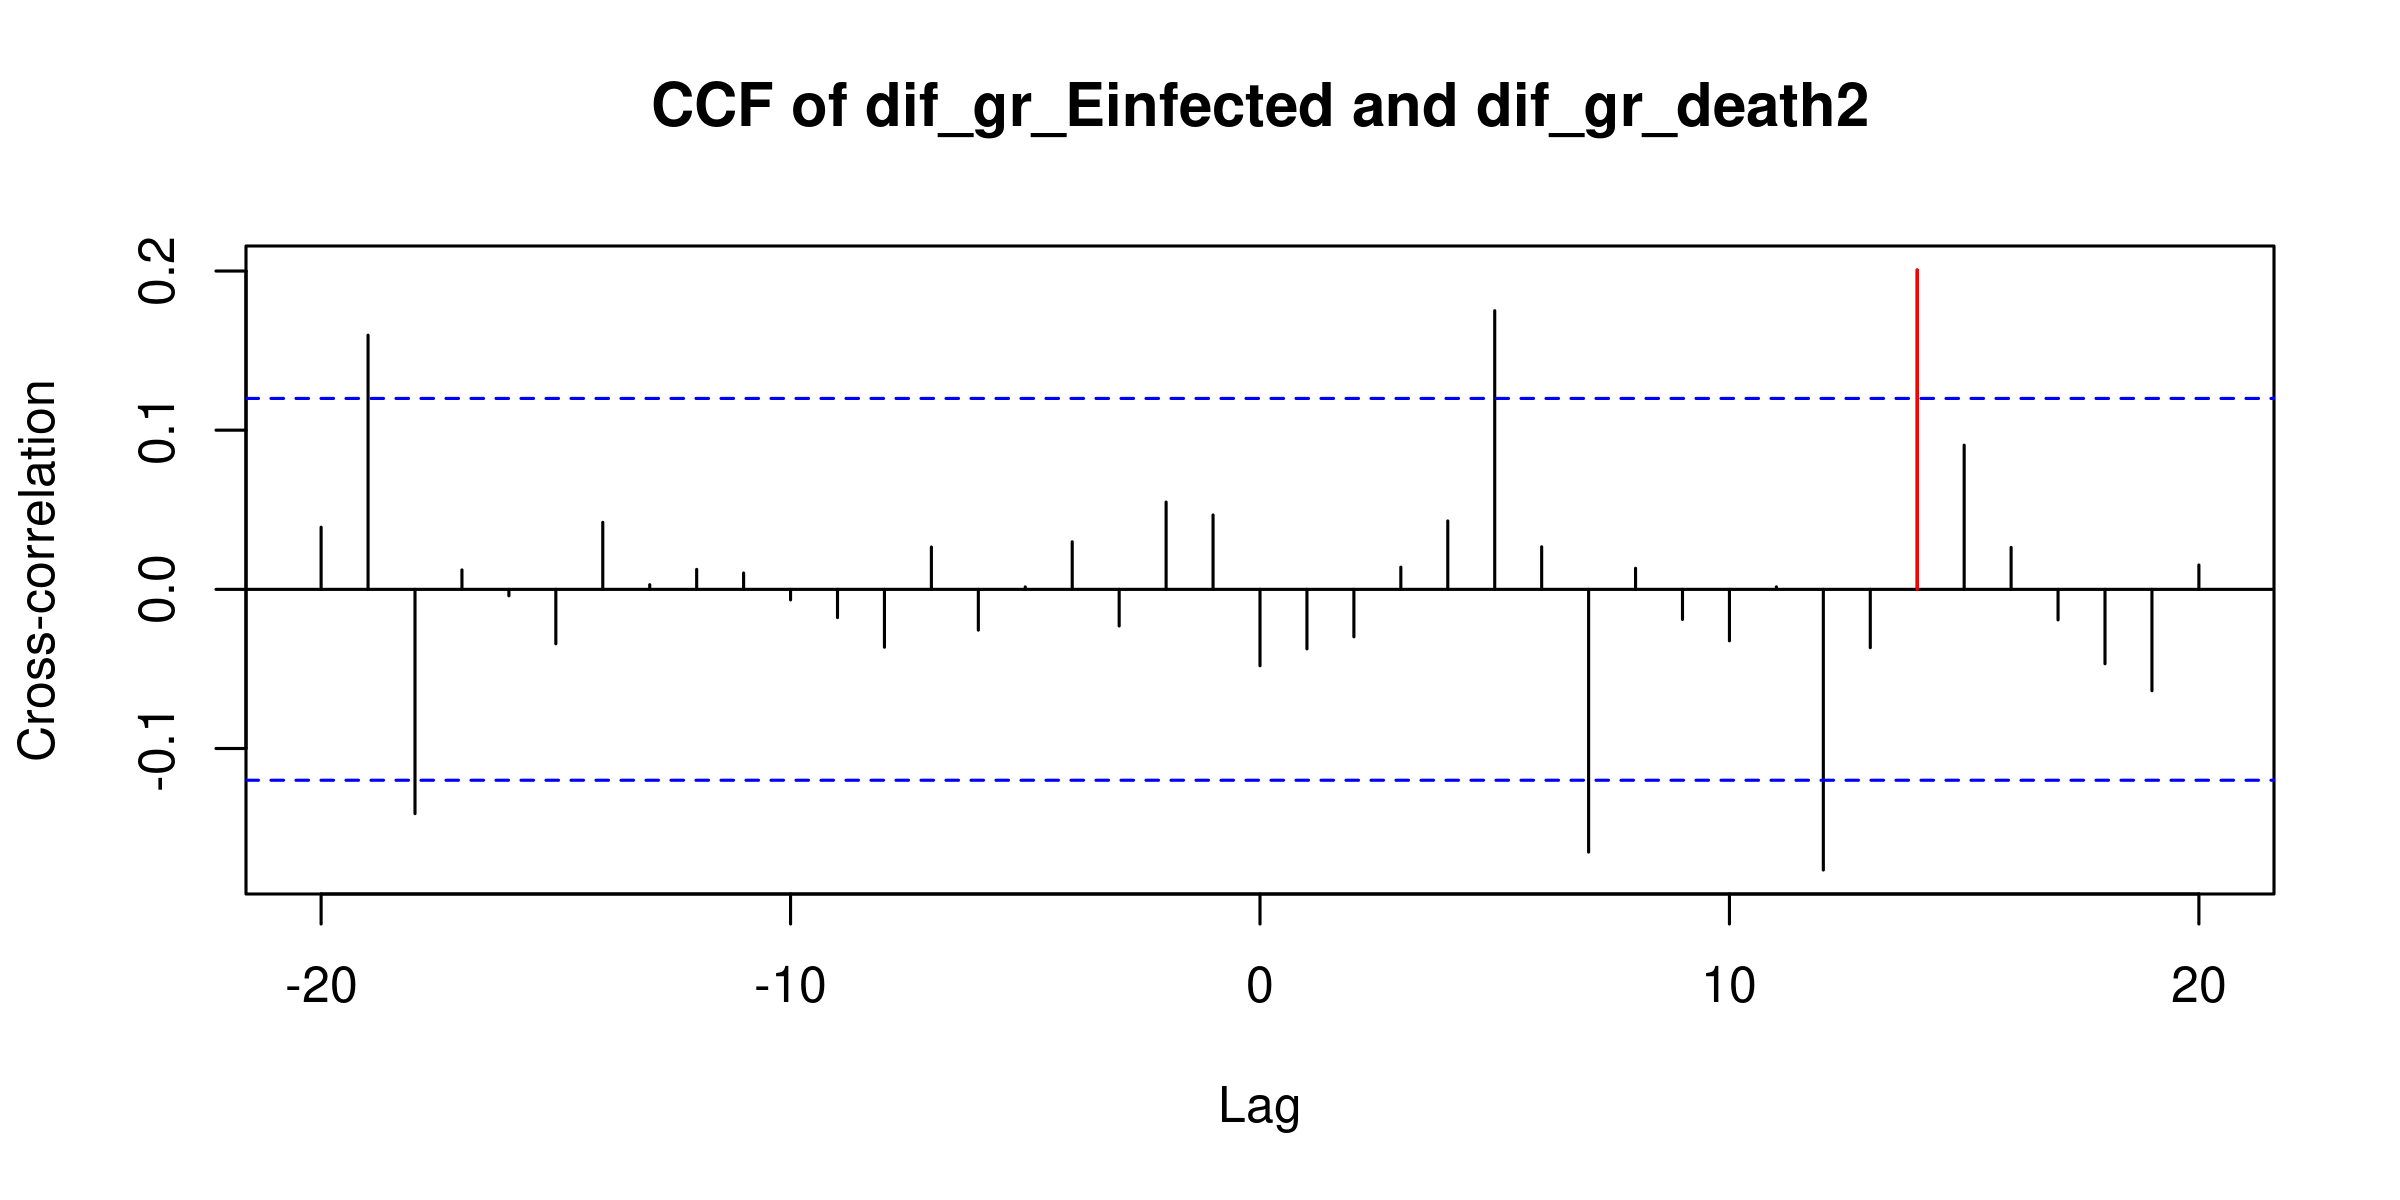 CCF of dif_gr_Einfected and dif_gr_death2
Cross-correlation
0.2
0.1
0.0
-0.1
-20 -10 0 10 20
Lag